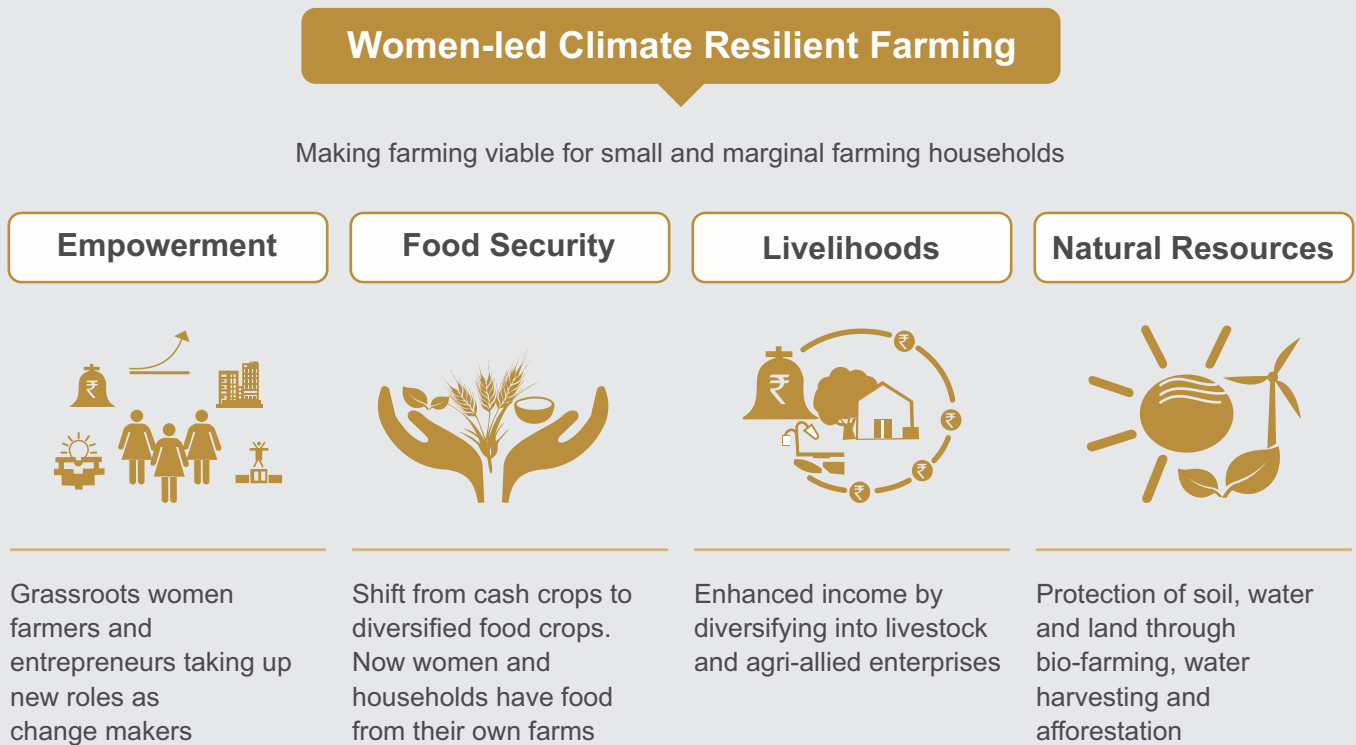 Women-led Climate Resilient Farming
Making farming viable for small and marginal farming households
Empowerment
Food Security
Livelihoods
Natural Resources
₹
₹
₹
₹
₹
₹
Grassroots women
farmers and
entrepreneurs taking up
new roles as
change makers
Shift from cash crops to
diversified food crops.
Now women and
households have food
from their own farms
Enhanced income by
diversifying into livestock
and agri-allied enterprises
Protection of soil, water
and land through
bio-farming, water
harvesting and
afforestation